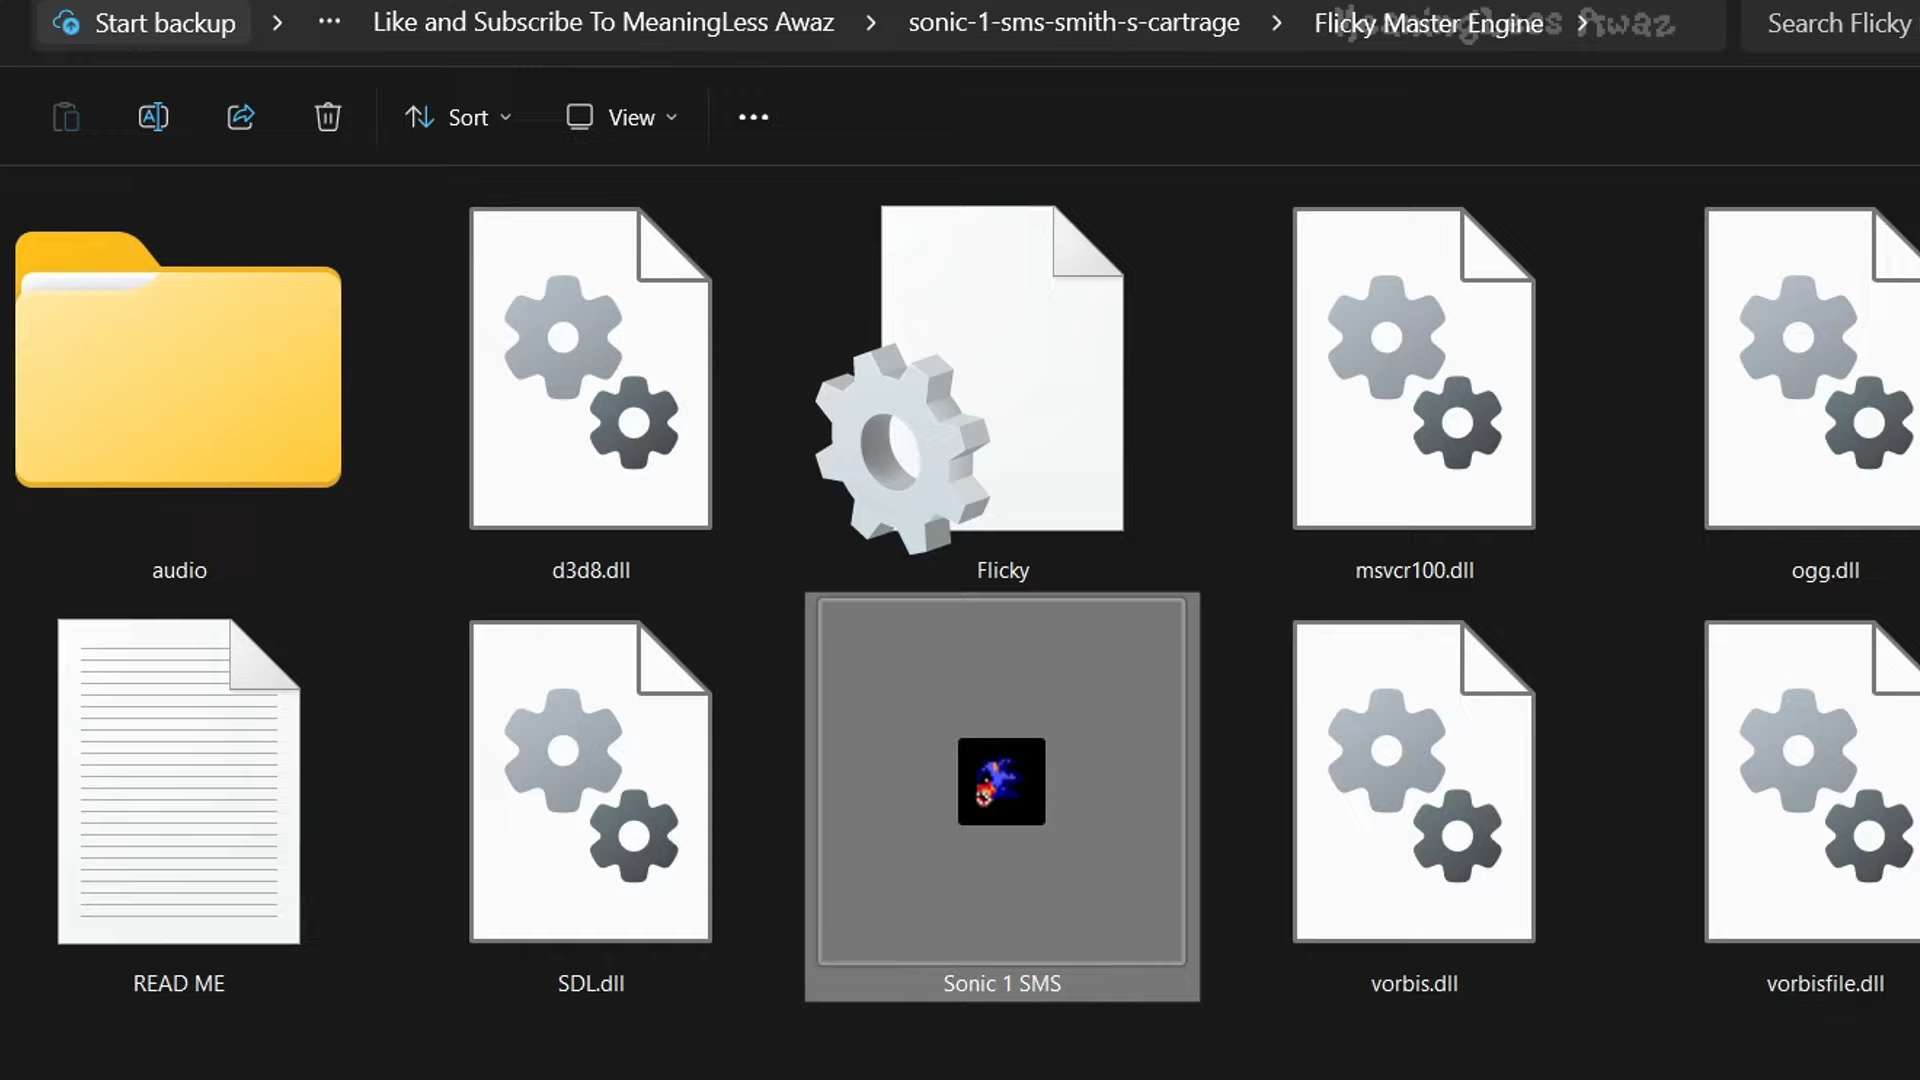 Start backup > ... Like and Subscribe To MeaningLess Awaz > sonic-1-sms-smith-s-cartrage > Flicky Master Engine > Search Flicky
MeaningLess Awaz
Sort View
audio d3d8.dll Flicky msvcr100.dll ogg.dll
READ ME SDL.dll Sonic 1 SMS vorbis.dll vorbisfile.dll